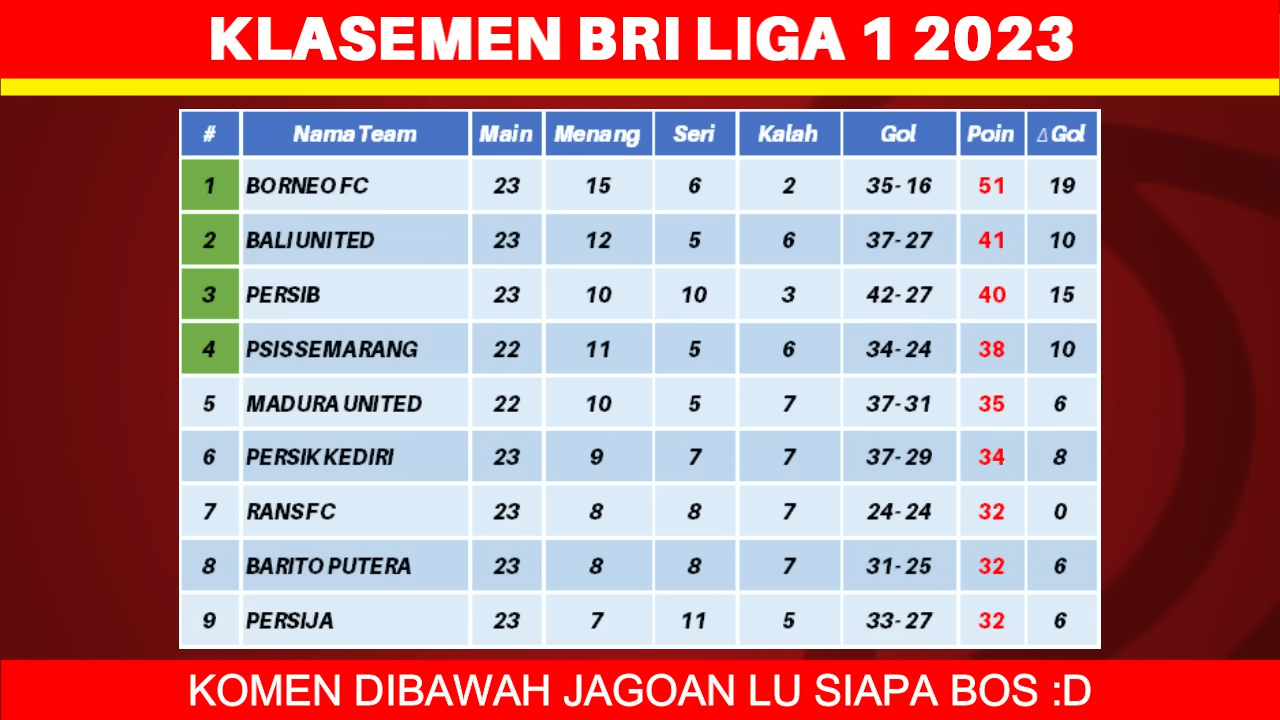 KLASEMEN BRI LIGA 1 2023
# Nama Team Main Menang Seri Kalah Gol Poin Δ Gol
1 BORNEO FC 23 15 6 2 35-16 51 19
2 BALI UNITED 23 12 5 6 37-27 41 10
3 PERSIB 23 10 10 3 42-27 40 15
4 PSIS SEMARANG 22 11 5 6 34-24 38 10
5 MADURA UNITED 22 10 5 7 37-31 35 6
6 PERSIK KEDIRI 23 9 7 7 37-29 34 8
7 RANS FC 23 8 8 7 24-24 32 0
8 BARITO PUTERA 23 8 8 7 31-25 32 6
9 PERSIJA 23 7 11 5 33-27 32 6
KOMEN DIBAWAH JAGOAN LU SIAPA BOS :D